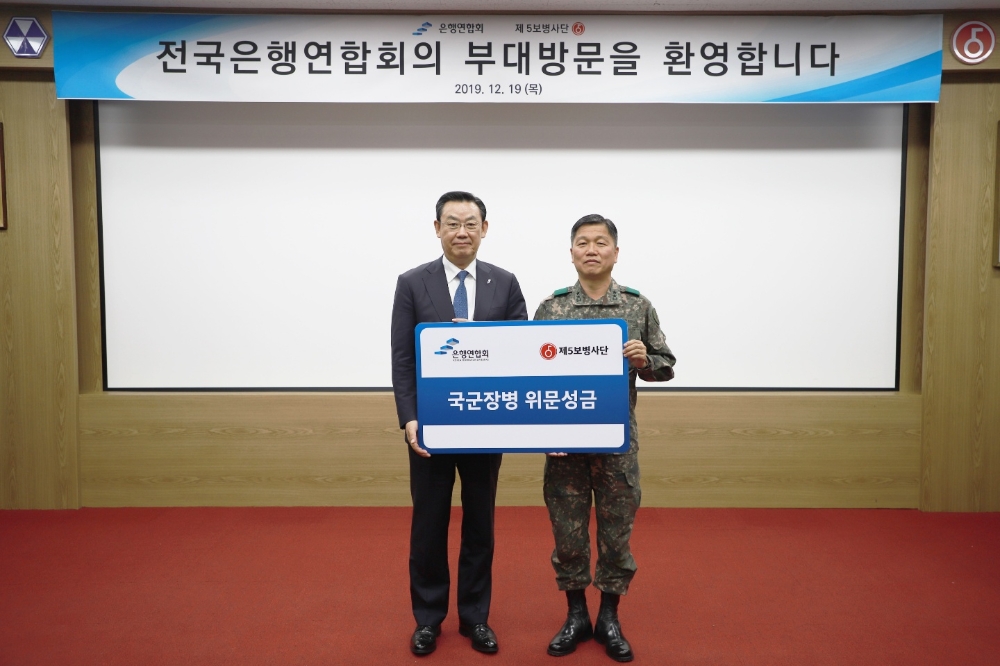 은행연합회 제5보병사단
전국은행연합회의 부대방문을 환영합니다
2019. 12. 19 (목)
은행연합회 제5보병사단
국군장병 위문성금